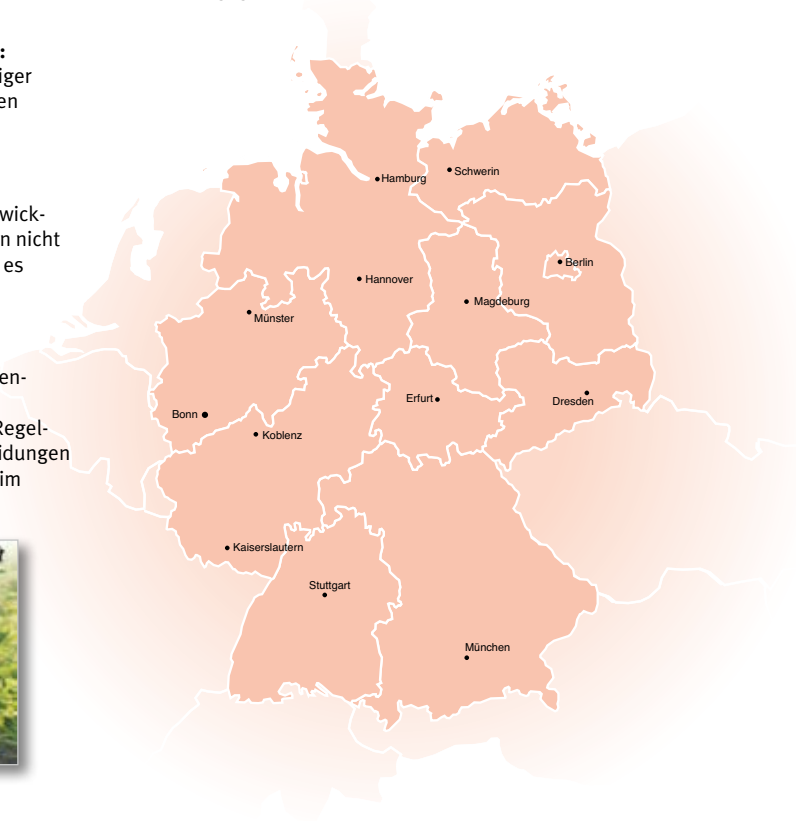 :
iger
en
wick-
n nicht
es
en-
Regel-
idungen
im
Hamburg
Schwerin
Berlin
Hannover
Magdeburg
Münster
Erfurt
Dresden
Bonn
Koblenz
Kaiserslautern
Stuttgart
München